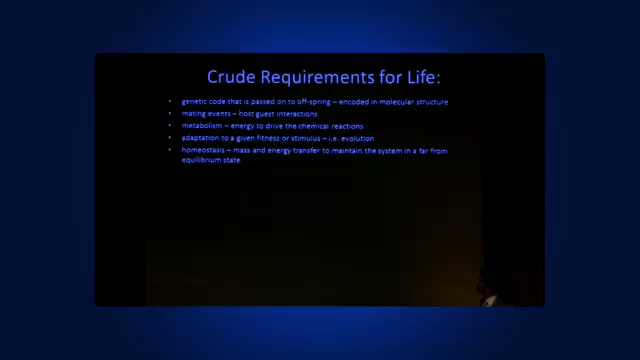 Crude Requirements for Life:
• genetic code that is passed on to off-spring – encoded in molecular structure
• mating events – host guest interactions
• metabolism – energy to drive the chemical reactions
• adaptation to a given fitness or stimulus – i.e. evolution
• homeostasis – mass and energy transfer to maintain the system in a far from
equilibrium state.